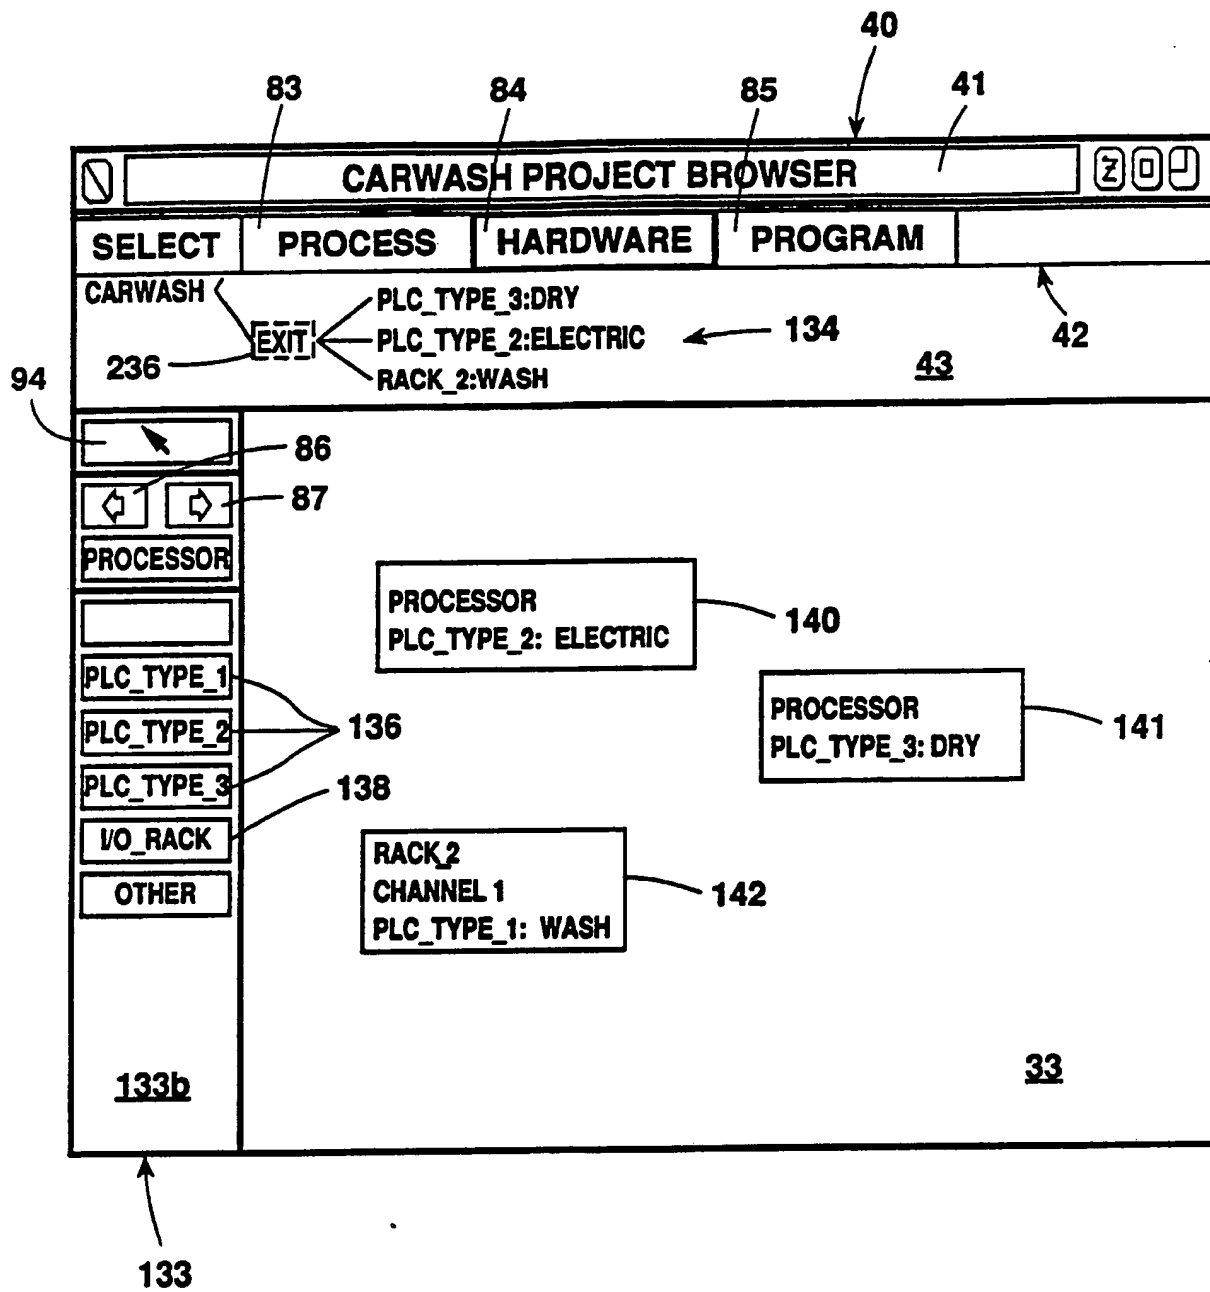 40
83 84 85 41
CARWASH PROJECT BROWSER
Z
SELECT PROCESS HARDWARE PROGRAM
CARWASH
PLC_TYPE_3:DRY
EXIT PLC_TYPE_2:ELECTRIC 134 42
236 RACK_2:WASH 43
94
86
87
PROCESSOR
PROCESSOR
PLC_TYPE_2: ELECTRIC
140
PLC_TYPE_1
PLC_TYPE_2
PLC_TYPE_3
136
PROCESSOR
PLC_TYPE_3: DRY
141
138
I/O_RACK
OTHER
RACK_2
CHANNEL 1
PLC_TYPE_1: WASH
142
133b
33
133